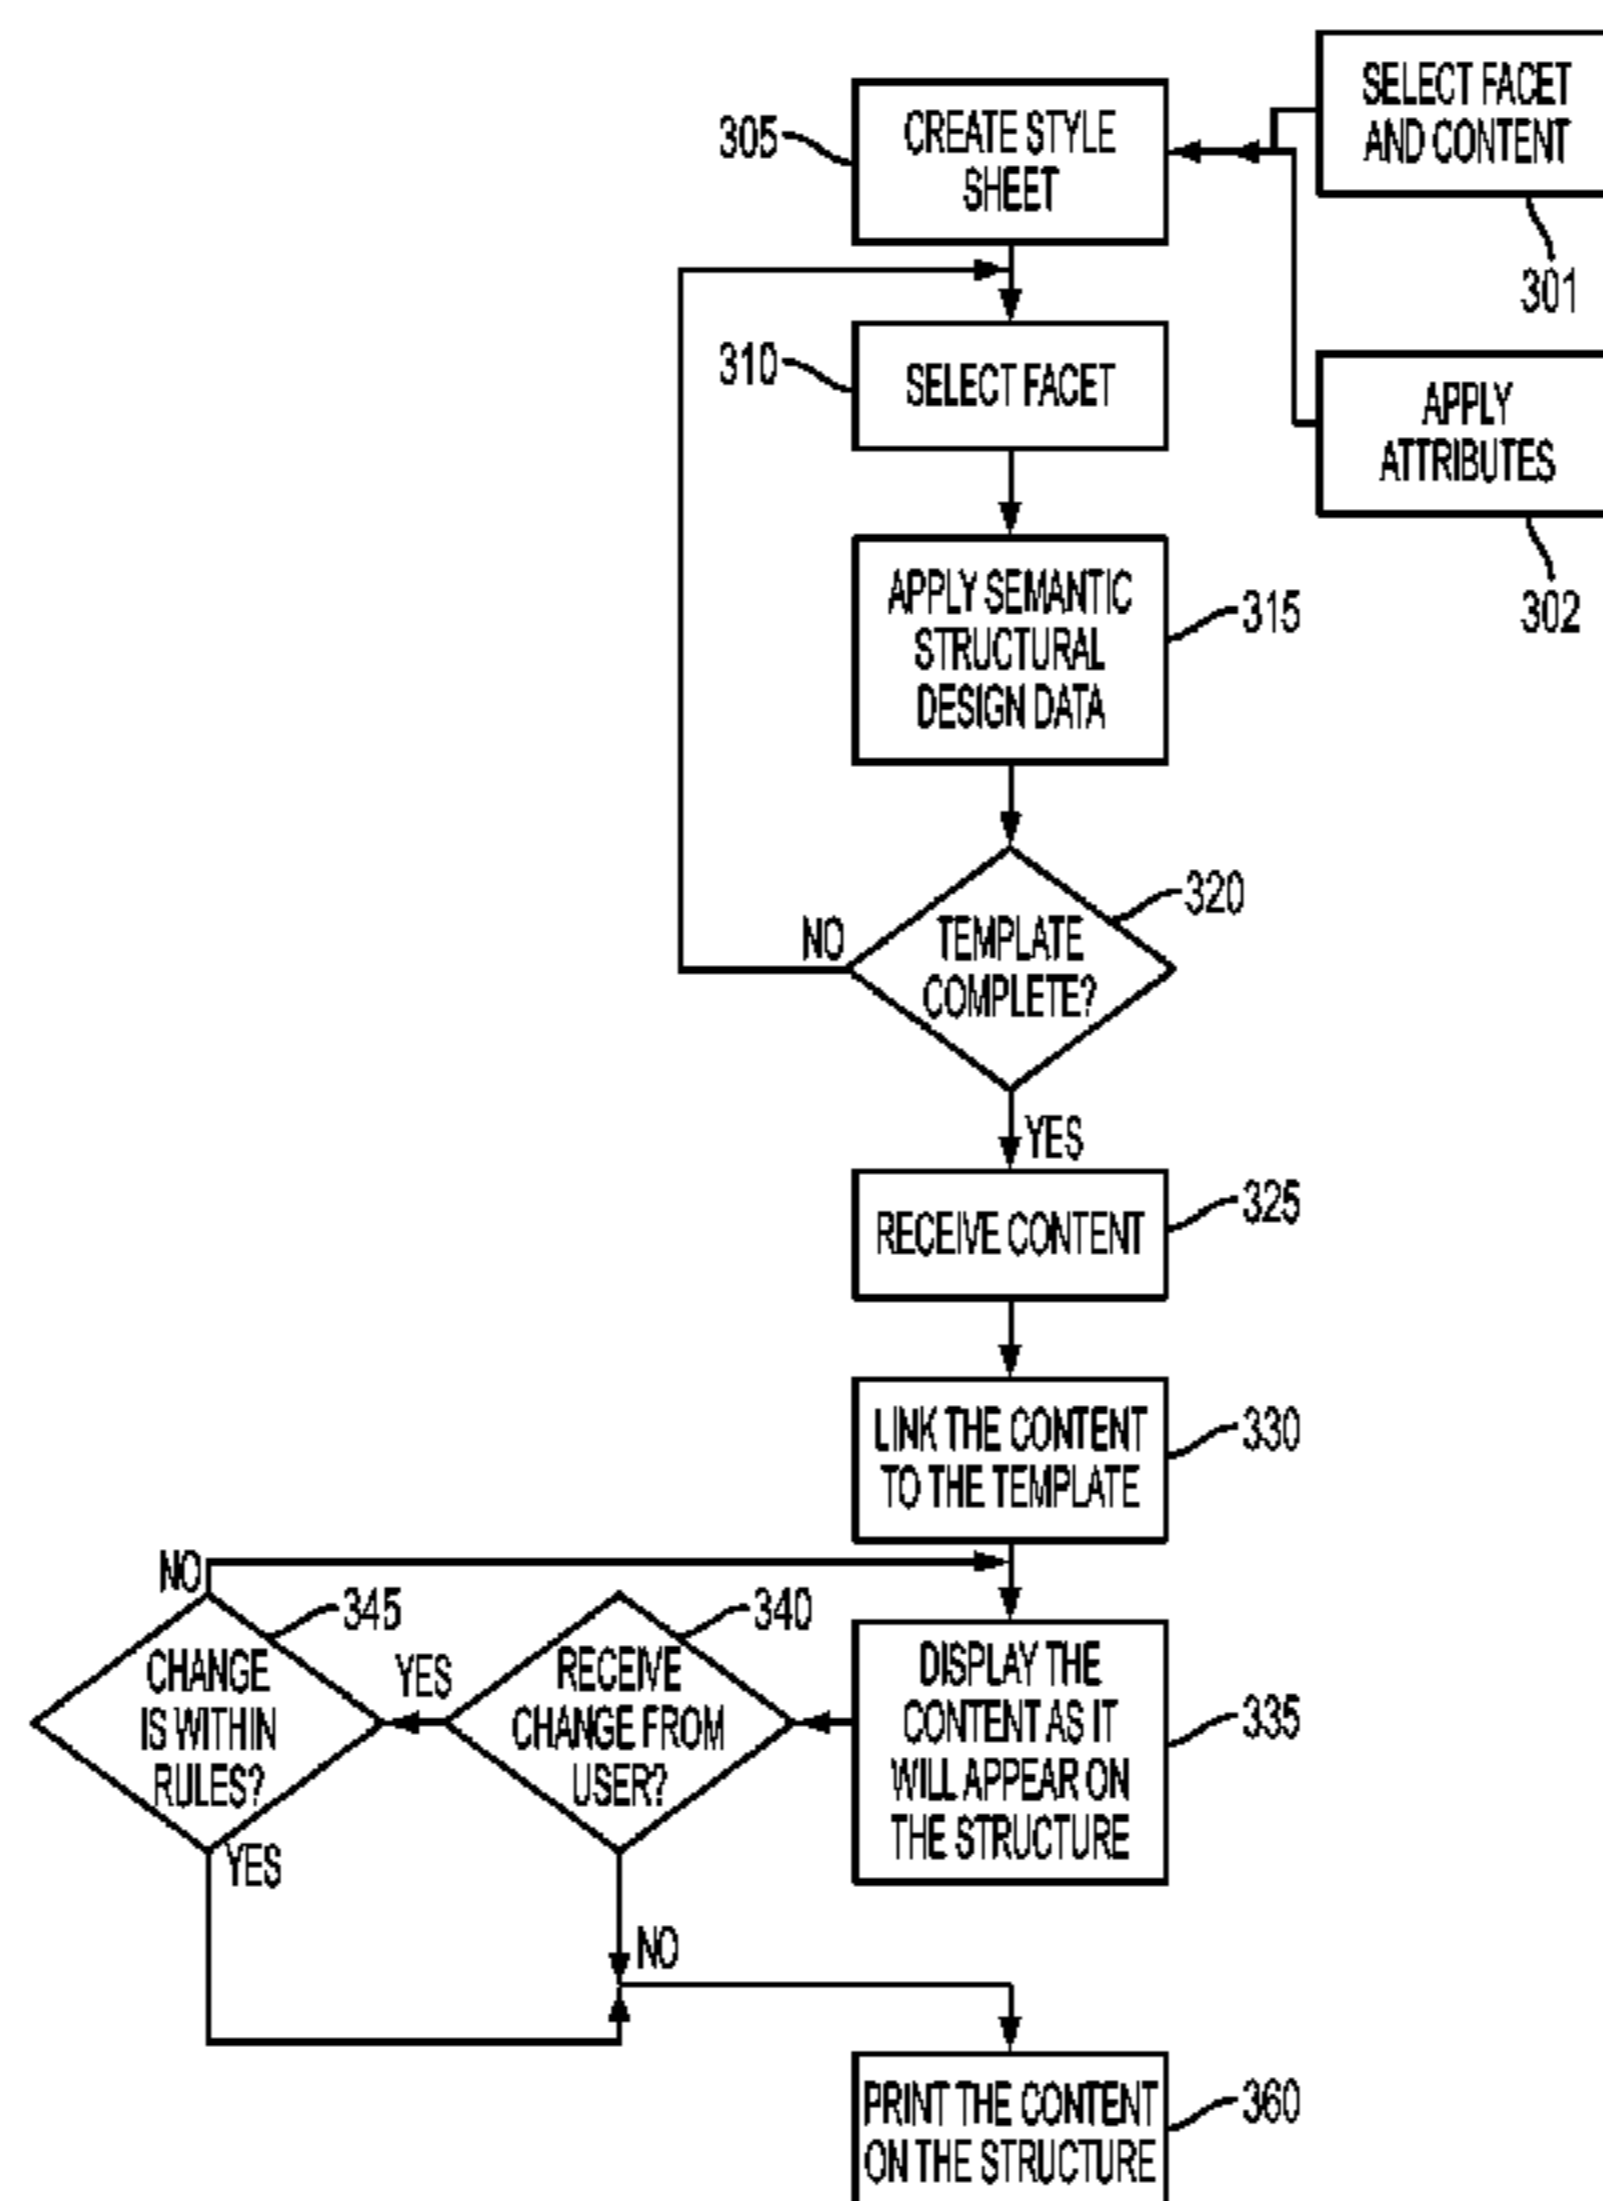 SELECT FACET
AND CONTENT
301
305
CREATE STYLE
SHEET
310
SELECT FACET
APPLY
ATTRIBUTES
302
APPLY SEMANTIC
STRUCTURAL
DESIGN DATA
315
320
NO
TEMPLATE
COMPLETE?
YES
RECEIVE CONTENT
325
LINK THE CONTENT
TO THE TEMPLATE
330
NO
345
CHANGE
IS WITHIN
RULES?
YES
YES
340
RECEIVE
CHANGE FROM
USER?
NO
DISPLAY THE
CONTENT AS IT
WILL APPEAR ON
THE STRUCTURE
335
PRINT THE CONTENT
ON THE STRUCTURE
360